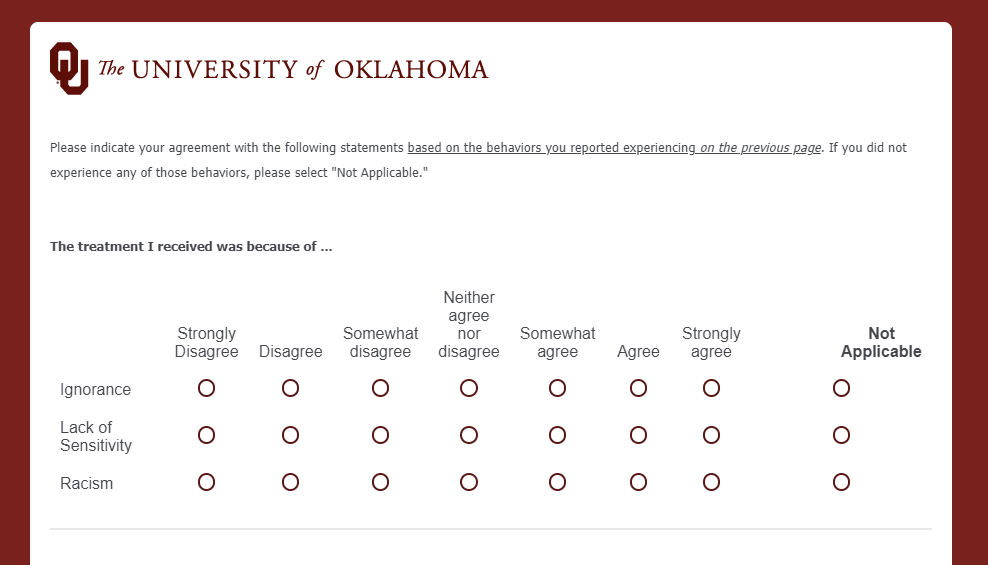 The UNIVERSITY of OKLAHOMA
Please indicate your agreement with the following statements based on the behaviors you reported experiencing on the previous page. If you did not
experience any of those behaviors, please select "Not Applicable."
The treatment I received was because of ...
Strongly Disagree
Disagree
Somewhat disagree
Neither agree nor disagree
Somewhat agree
Agree
Strongly agree
Not Applicable
Ignorance
Lack of
Sensitivity
Racism